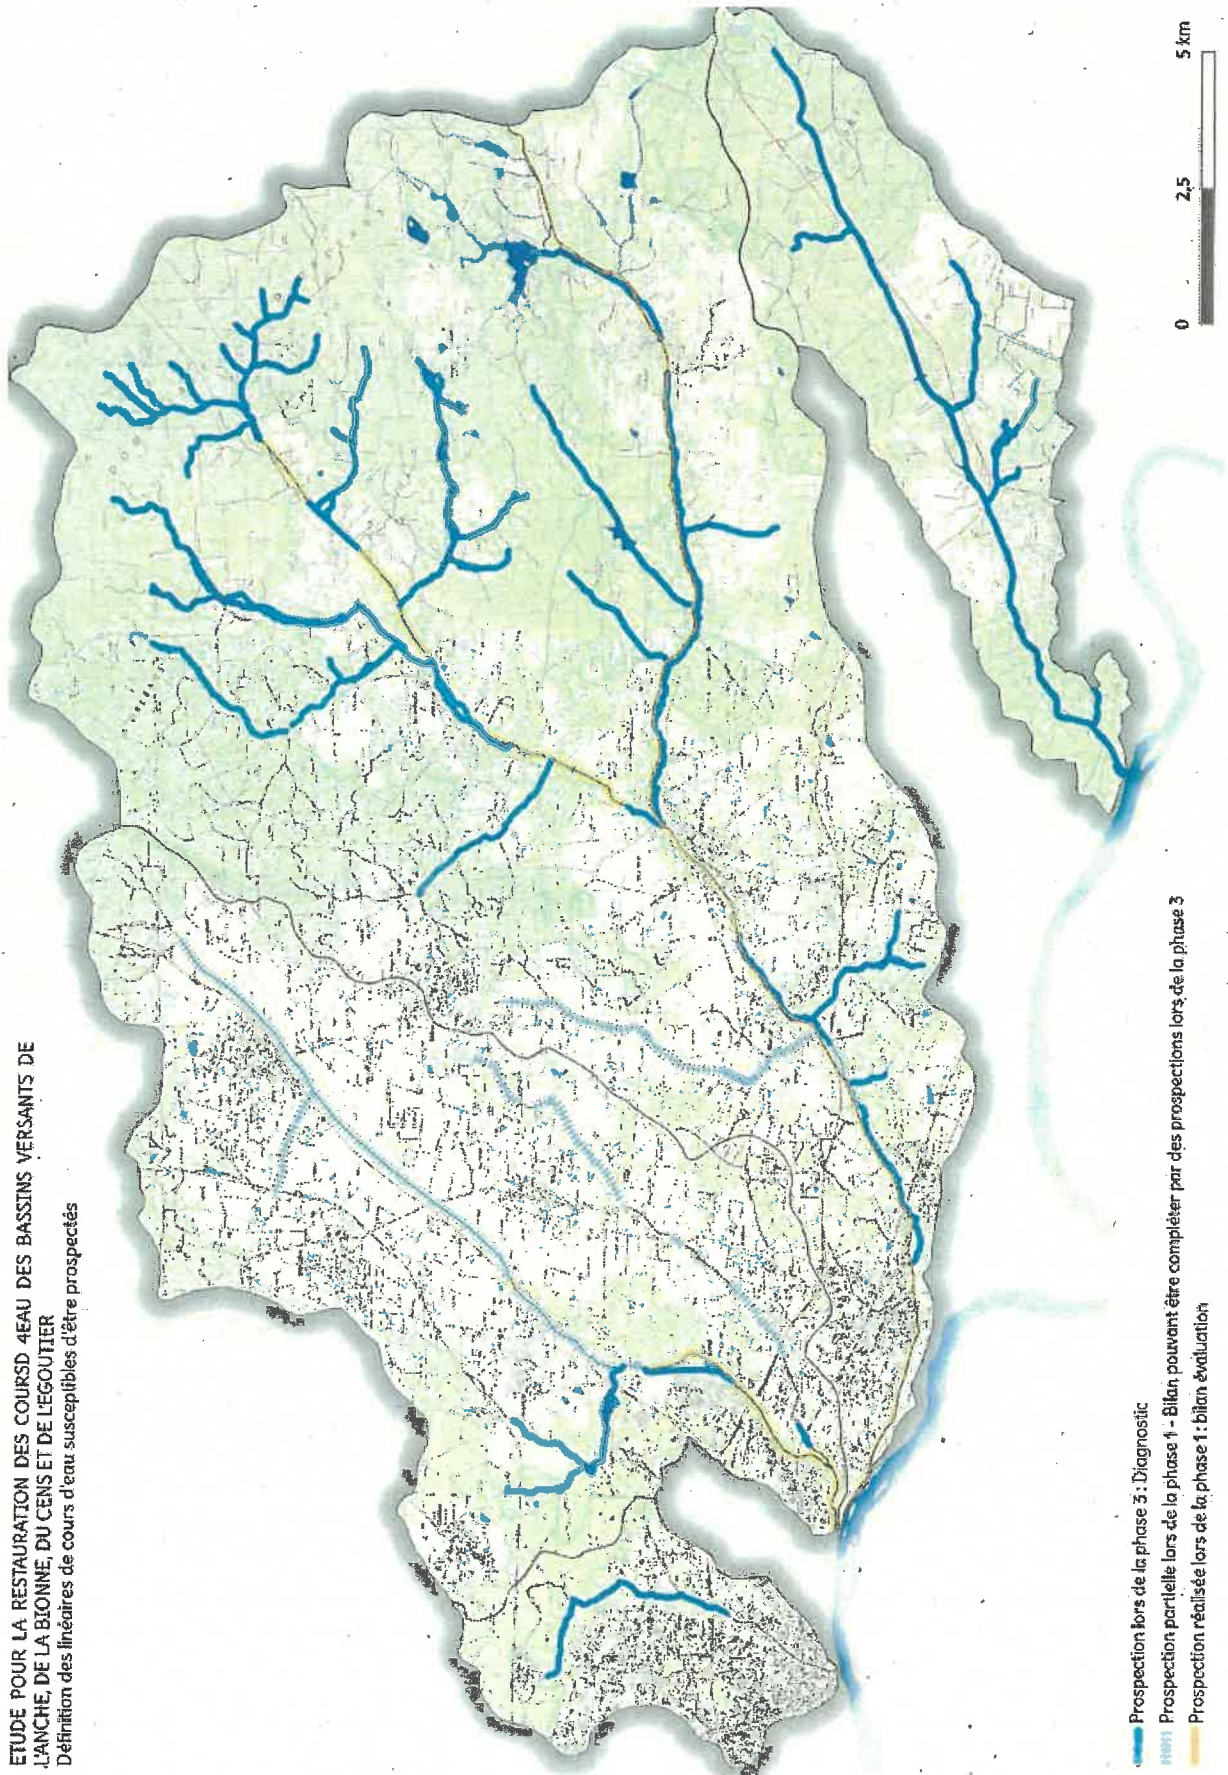 ETUDE POUR LA RESTAURATION DES COURSD 4EAU DES BASSINS VERSANTS DE
L'ANCHE, DE LA BIONNE, DU CENS ET DE L'EGOUTIER
Définition des linéaires de cours d'eau susceptibles d'être prospectés
Prospection lors de la phase 3 : Diagnostic
Prospection partielle lors de la phase 1 - Bilan pouvant être compléter par des prospections lors de la phase 3
Prospection réalisée lors de la phase 1 : bilan évaluation
0 2,5 5 km